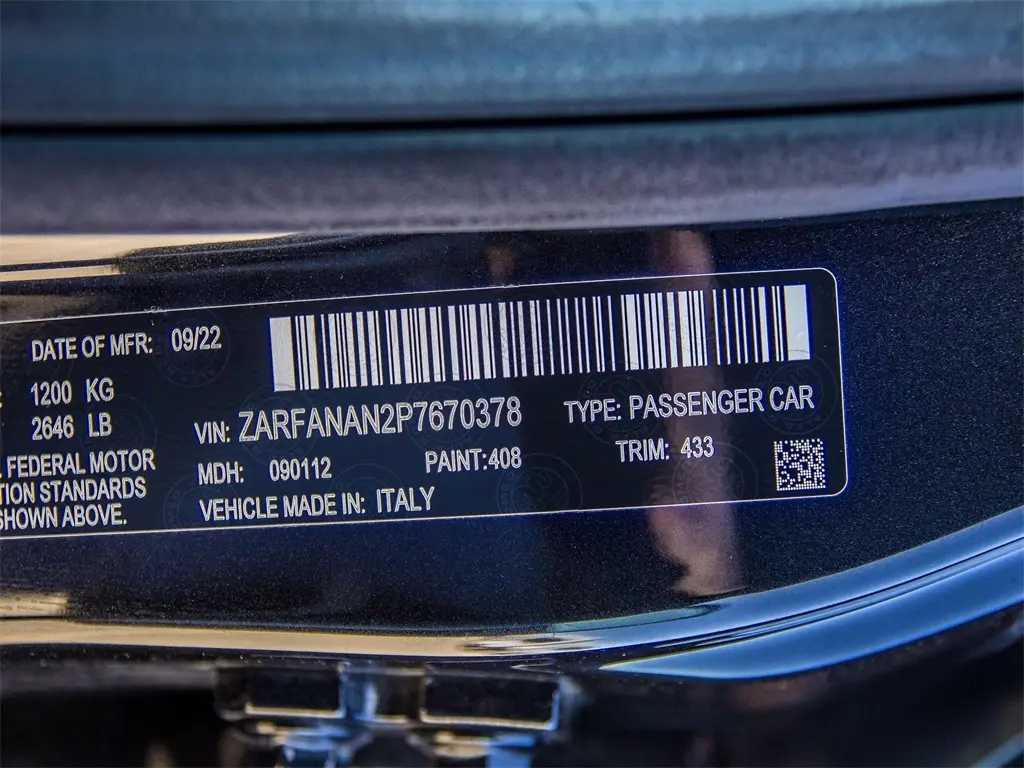 DATE OF MFR: 09/22
1200 KG
2646 LB
VIN: ZARFANAN2P7670378 TYPE: PASSENGER CAR
FEDERAL MOTOR MDH: 090112 PAINT:408 TRIM: 433
STANDARDS VEHICLE MADE IN: ITALY
SHOWN ABOVE.